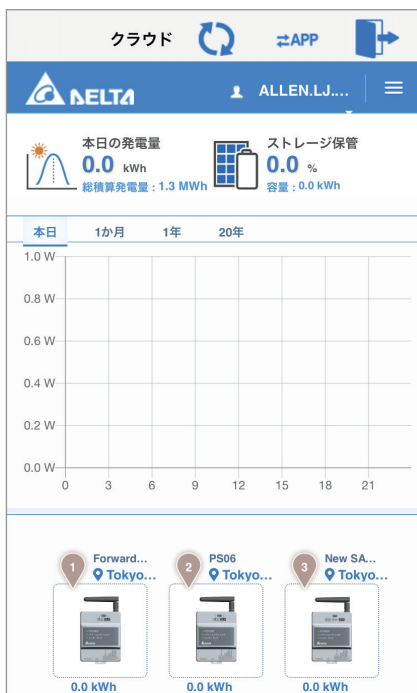 クラウド
⇄APP
DELTA
ALLEN.LJ....
本日の発電量
0.0 kWh
総積算発電量 : 1.3 MWh
ストレージ保管
0.0 %
容量 : 0.0 kWh
本日 1か月 1年 20年
1.0 W
0.8 W
0.6 W
0.4 W
0.2 W
0.0 W
0 3 6 9 12 15 18 21
1
Forward...
Tokyo...
2
PS06
Tokyo...
3
New SA...
Tokyo...
0.0 kWh
0.0 kWh
0.0 kWh